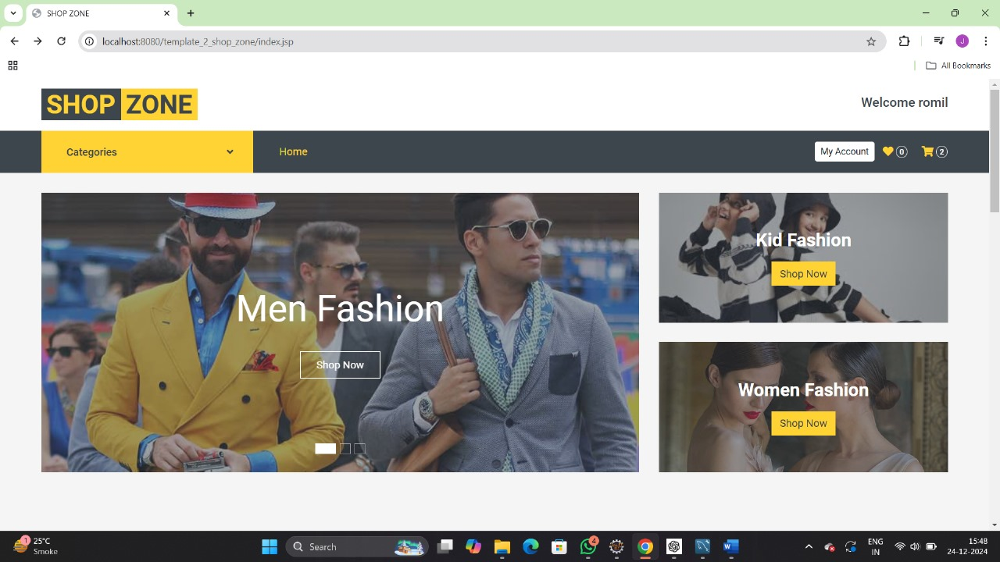 SHOP ZONE
localhost:8080/template_2_shop_zone/index.jsp
J
All Bookmarks
SHOP ZONE
Welcome romil
Categories
Home
My Account
0
2
Men Fashion
Shop Now
Kid Fashion
Shop Now
Women Fashion
Shop Now
1
25°C
Smoke
Search
4
W
ENG
IN
15:48
24-12-2024